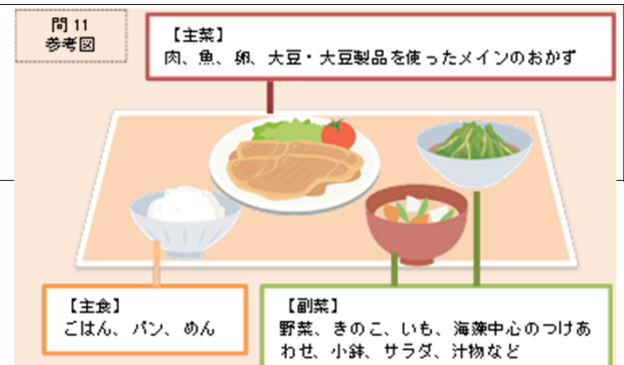 問 11
参考図
【主菜】
肉、魚、卵、大豆・大豆製品を使ったメインのおかず
【主食】
ごはん、パン、めん
【副菜】
野菜、きのこ、いも、海藻中心のつけあ
わせ、小鉢、サラダ、汁物など